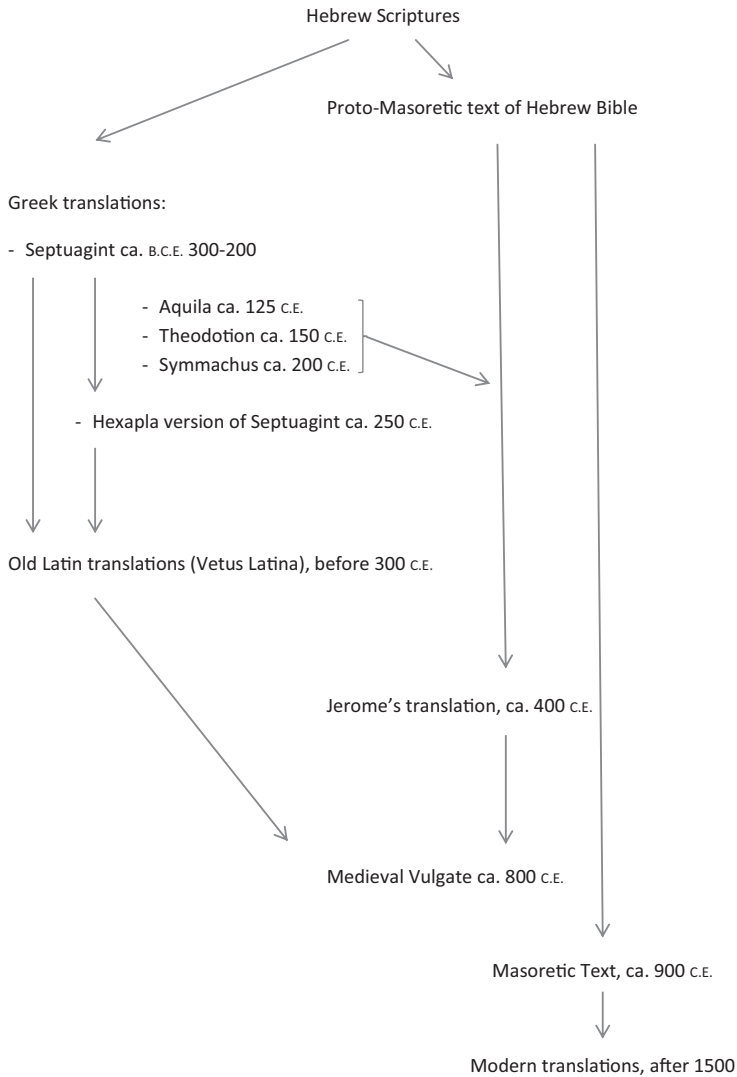 Hebrew Scriptures
Proto-Masoretic text of Hebrew Bible
Greek translations:
- Septuagint ca. B.C.E. 300-200
- Aquila ca. 125 C.E.
- Theodotion ca. 150 C.E.
- Symmachus ca. 200 C.E.
- Hexapla version of Septuagint ca. 250 C.E.
Old Latin translations (Vetus Latina), before 300 C.E.
Jerome’s translation, ca. 400 C.E.
Medieval Vulgate ca. 800 C.E.
Masoretic Text, ca. 900 C.E.
Modern translations, after 1500